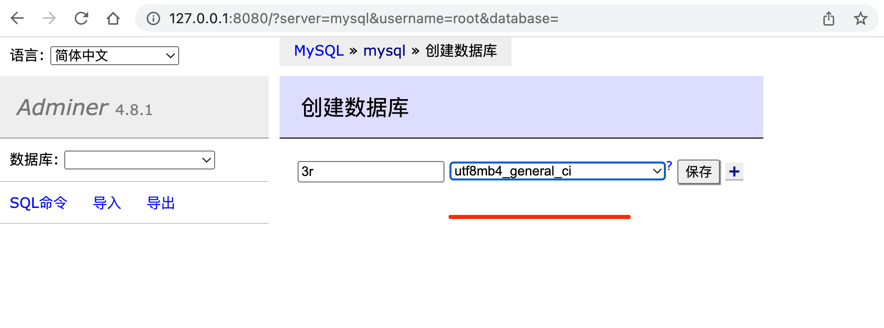 127.0.0.1:8080/?server=mysql&username=root&database=
语言: 简体中文
MySQL » mysql » 创建数据库
Adminer 4.8.1
创建数据库
数据库:
3r utf8mb4_general_ci ? 保存 +
SQL命令 导入 导出